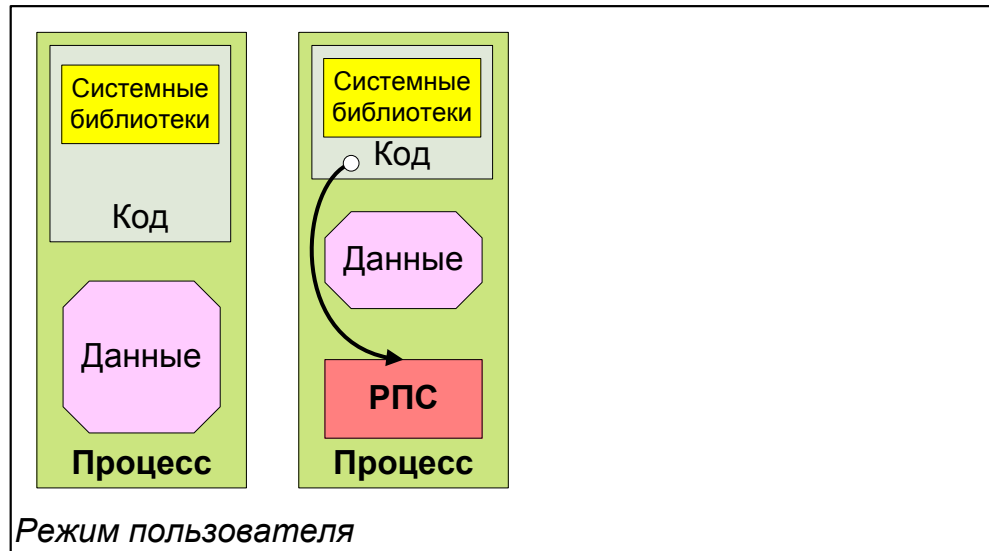 Системные
библиотеки
Код
Данные
Процесс
Системные
библиотеки
Код
Данные
РПС
Процесс
Режим пользователя